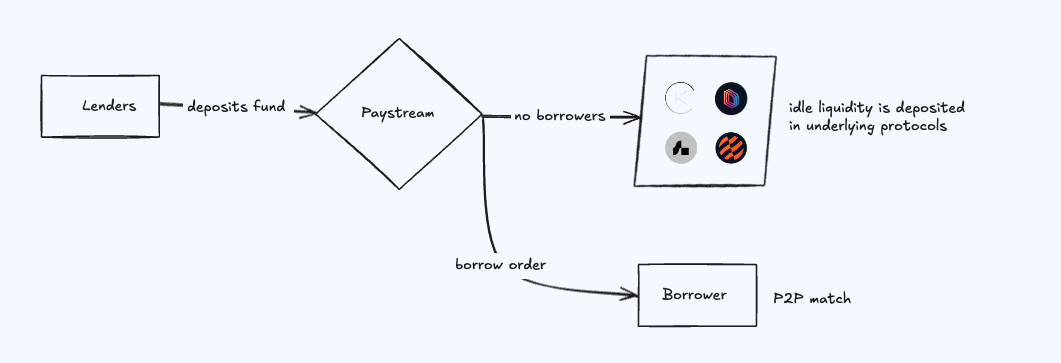 Lenders
deposits fund
Paystream
no borrowers
idle liquidity is deposited
in underlying protocols
borrow order
Borrower
P2P match